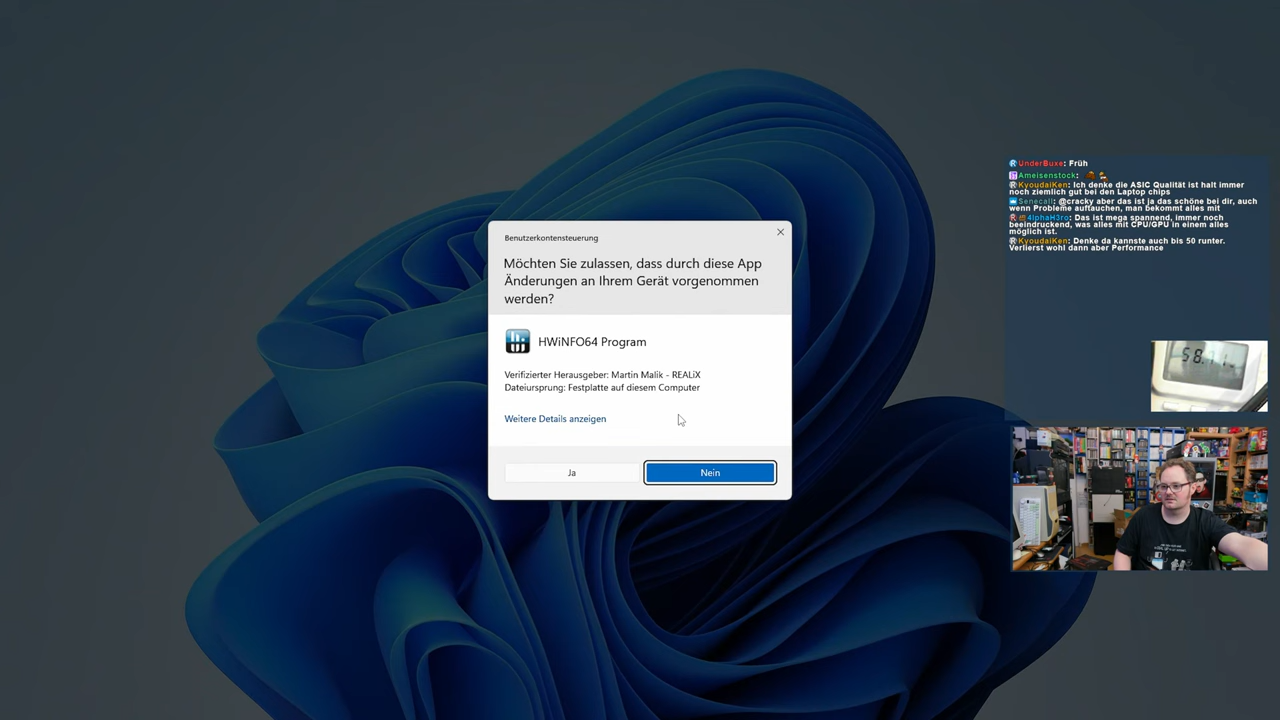 Benutzerkontensteuerung
Möchten Sie zulassen, dass durch diese App
Änderungen an Ihrem Gerät vorgenommen
werden?
HWiNFO64 Program
Verifizierter Herausgeber: Martin Malik - REALiX
Dateiursprung: Festplatte auf diesem Computer
Weitere Details anzeigen
Ja
Nein
UnderBuxe: Früh
Ameisenstock:
KyoudaiKen: Ich denke die ASIC Qualität ist halt immer
noch ziemlich gut bei den Laptop chips
Senecall: @cracky aber das ist ja das schöne bei dir, auch
wenn Probleme auftauchen, man bekommt alles mit
4lphaH3ro: Das ist mega spannend, immer noch
beeindruckend, was alles mit CPU/GPU in einem alles
möglich ist.
KyoudaiKen: Denke da kannste auch bis 50 runter.
Verlierst wohl dann aber Performance